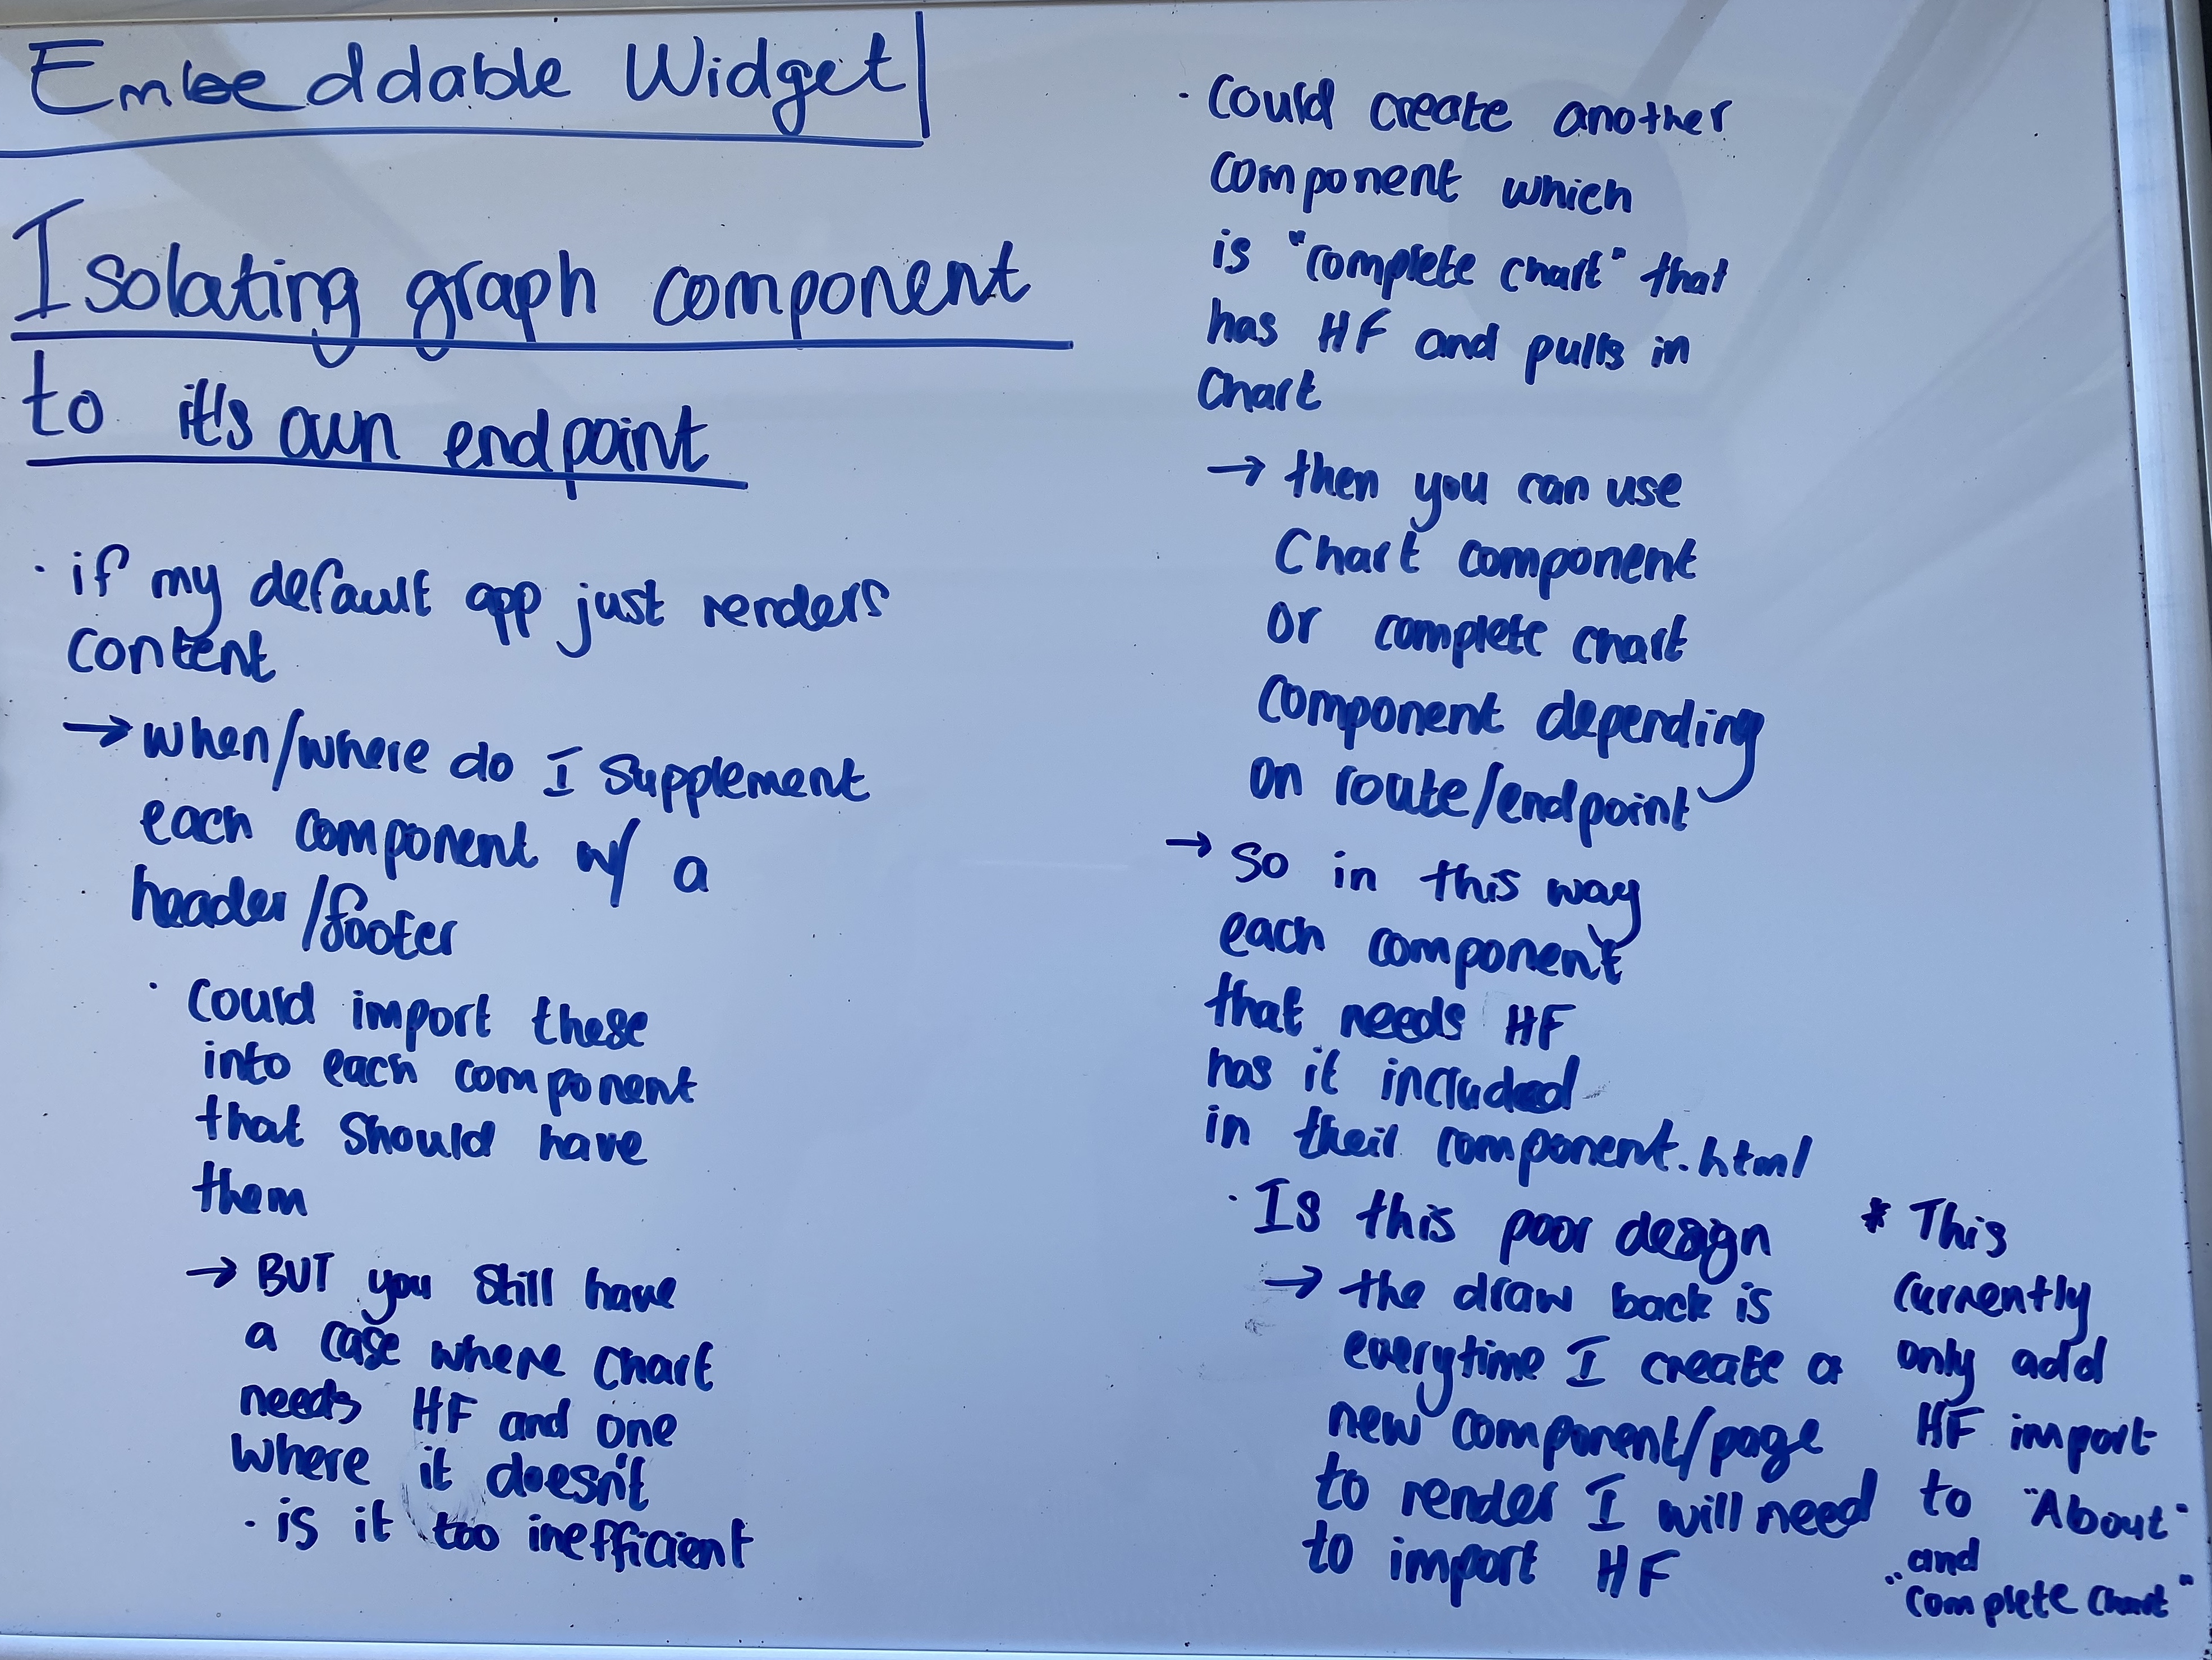 Embeddable Widget
Isolating graph component
to it's own endpoint
· if my default app just renders
content
→ when/where do I supplement
each component w/ a
header/footer
· could import these
into each component
that should have
them
→ BUT you still have
a case where chart
needs HF and one
where it doesn't
· is it too inefficient
· could create another
component which
is "complete chart" that
has HF and pulls in
Chart
→ then you can use
Chart component
or complete chart
component depending
on route/endpoint
→ So in this way
each component
that needs HF
has it included
in their component.html
· Is this poor design
→ the draw back is
everytime I create a
new component/page
to render I will need
to import HF
* This
currently
only add
HF import
to "About"
and
"Complete Chart"